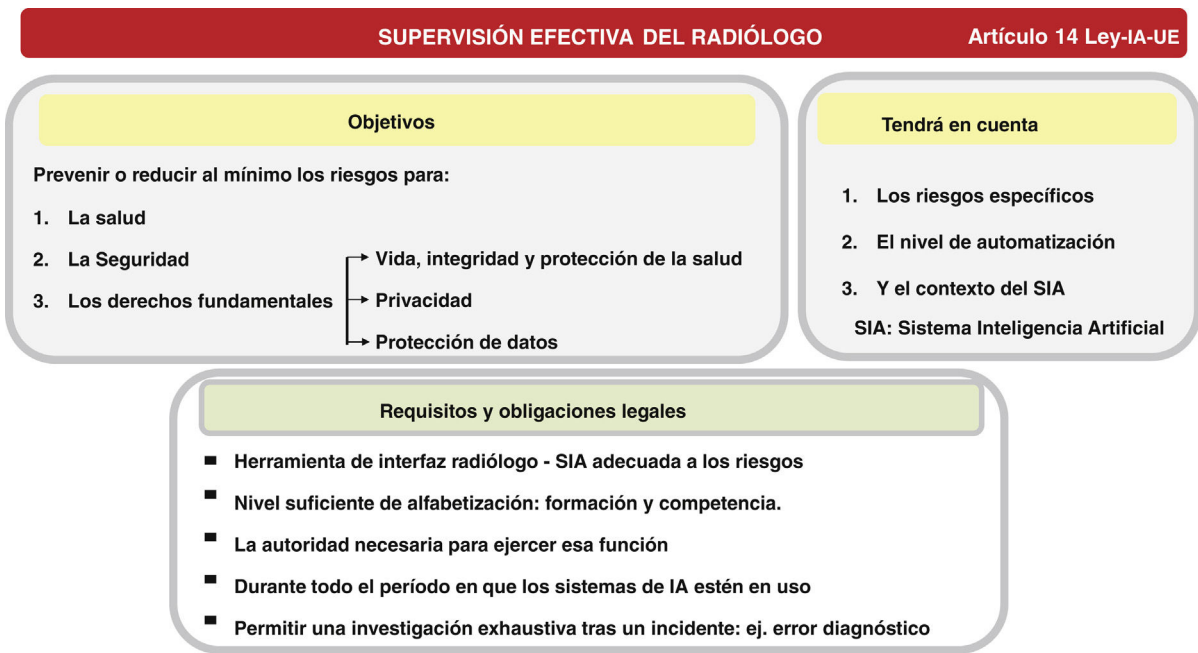 SUPERVISIÓN EFECTIVA DEL RADIÓLOGO
Artículo 14 Ley-IA-UE
Objetivos
Prevenir o reducir al mínimo los riesgos para:
1. La salud
2. La Seguridad
3. Los derechos fundamentales
Vida, integridad y protección de la salud
Privacidad
Protección de datos
Tendrá en cuenta
1. Los riesgos específicos
2. El nivel de automatización
3. Y el contexto del SIA
SIA: Sistema Inteligencia Artificial
Requisitos y obligaciones legales
Herramienta de interfaz radiólogo - SIA adecuada a los riesgos
Nivel suficiente de alfabetización: formación y competencia.
La autoridad necesaria para ejercer esa función
Durante todo el período en que los sistemas de IA estén en uso
Permitir una investigación exhaustiva tras un incidente: ej. error diagnóstico